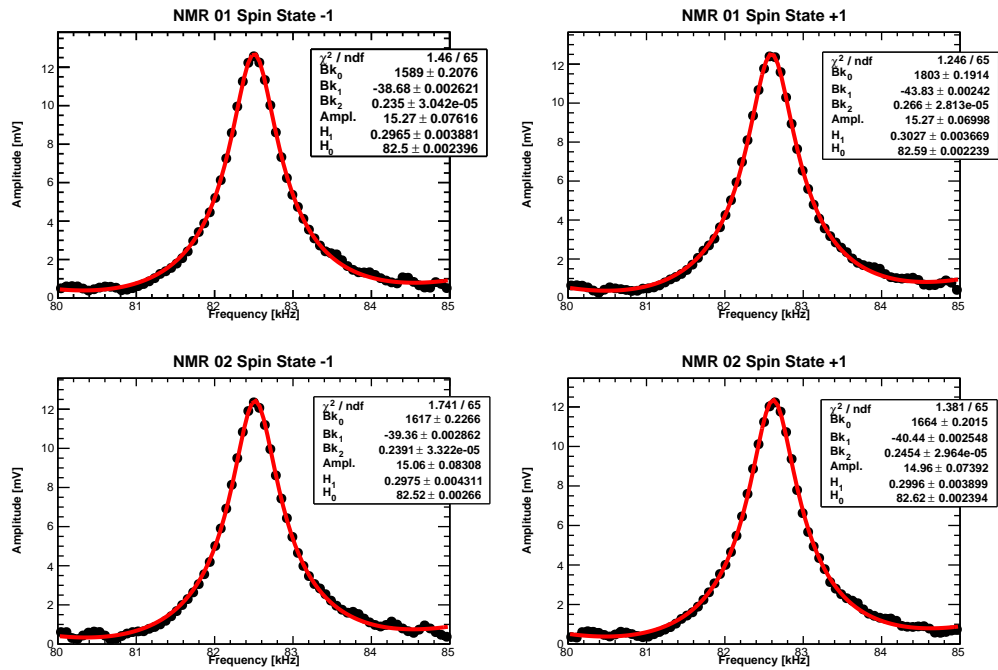 NMR 01 Spin State -1
Amplitude [mV]
12
10
8
6
4
2
0
80 81 82 83 84 85
Frequency [kHz]
χ² / ndf 1.46 / 65
Bk₀ 1589 ± 0.2076
Bk₁ -38.68 ± 0.002621
Bk₂ 0.235 ± 3.042e-05
Ampl. 15.27 ± 0.07616
H₁ 0.2965 ± 0.003881
H₀ 82.5 ± 0.002396
NMR 01 Spin State +1
Amplitude [mV]
12
10
8
6
4
2
0
80 81 82 83 84 85
Frequency [kHz]
χ² / ndf 1.246 / 65
Bk₀ 1803 ± 0.1914
Bk₁ -43.83 ± 0.00242
Bk₂ 0.266 ± 2.813e-05
Ampl. 15.27 ± 0.06998
H₁ 0.3027 ± 0.003669
H₀ 82.59 ± 0.002239
NMR 02 Spin State -1
Amplitude [mV]
12
10
8
6
4
2
0
80 81 82 83 84 85
Frequency [kHz]
χ² / ndf 1.741 / 65
Bk₀ 1617 ± 0.2266
Bk₁ -39.36 ± 0.002862
Bk₂ 0.2391 ± 3.322e-05
Ampl. 15.06 ± 0.08308
H₁ 0.2975 ± 0.004311
H₀ 82.52 ± 0.00266
NMR 02 Spin State +1
Amplitude [mV]
12
10
8
6
4
2
0
80 81 82 83 84 85
Frequency [kHz]
χ² / ndf 1.381 / 65
Bk₀ 1664 ± 0.2015
Bk₁ -40.44 ± 0.002548
Bk₂ 0.2454 ± 2.964e-05
Ampl. 14.96 ± 0.07392
H₁ 0.2996 ± 0.003899
H₀ 82.62 ± 0.002394